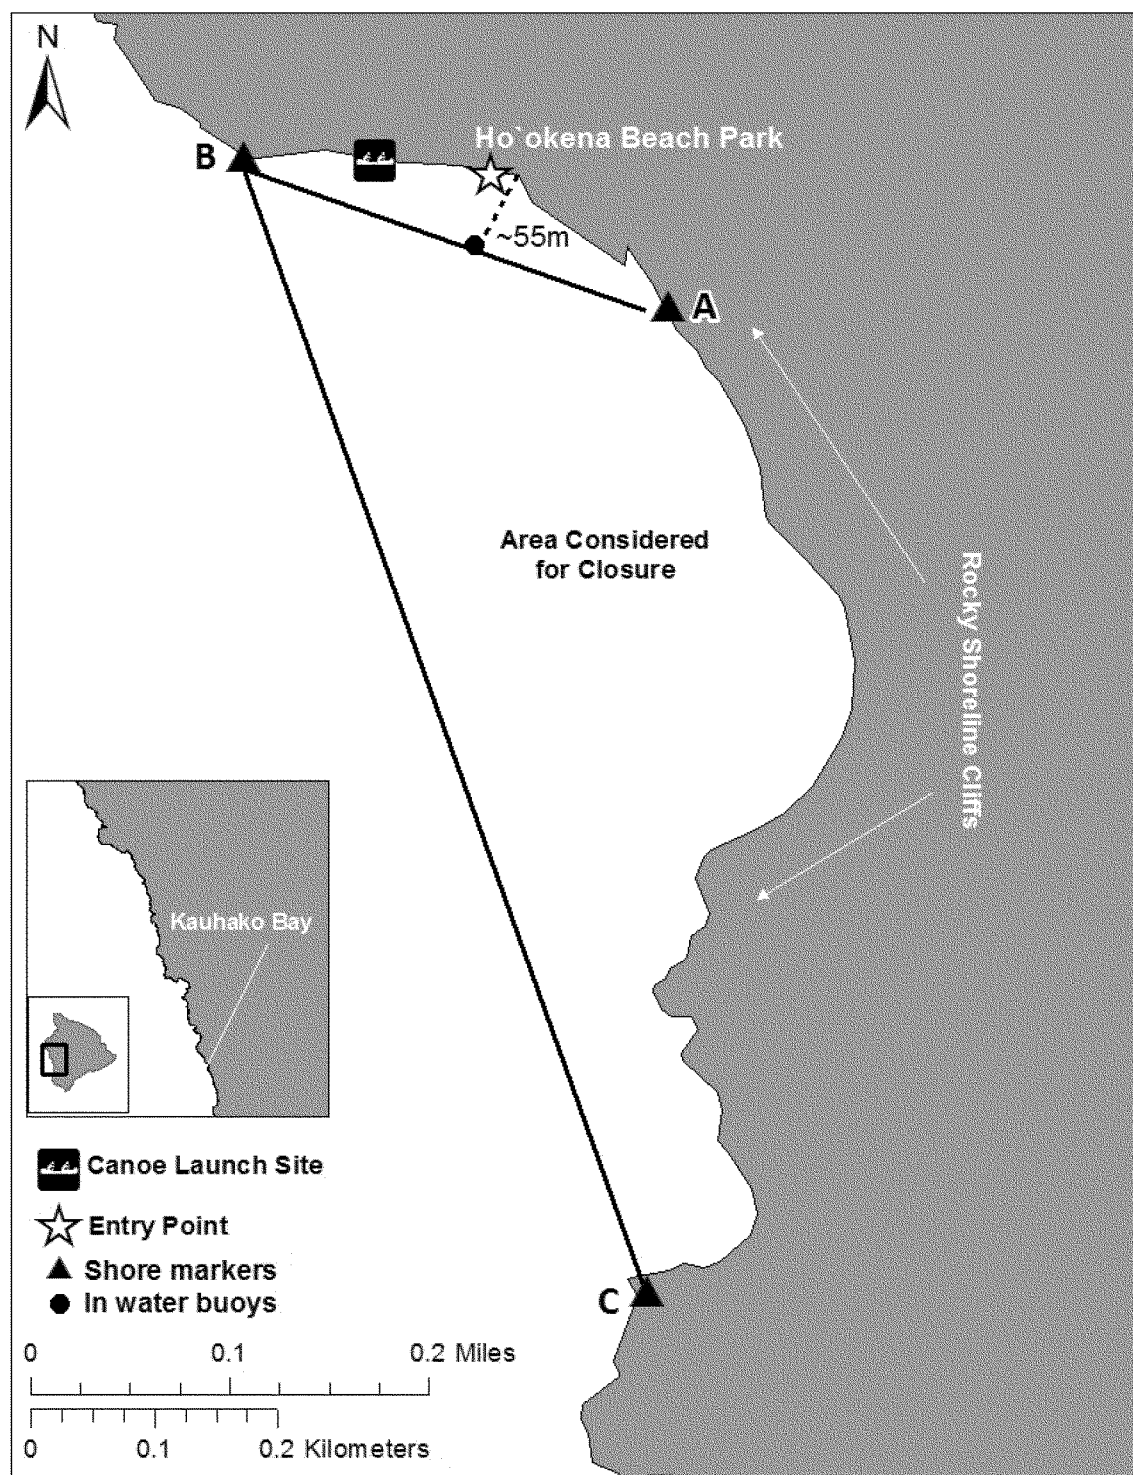 N
Ho`okena Beach Park
B
~55m
A
Area Considered
for Closure
Rocky Shoreline Cliffs
Kauhako Bay
Canoe Launch Site
Entry Point
Shore markers
In water buoys
C
0 0.1 0.2 Miles
0 0.1 0.2 Kilometers